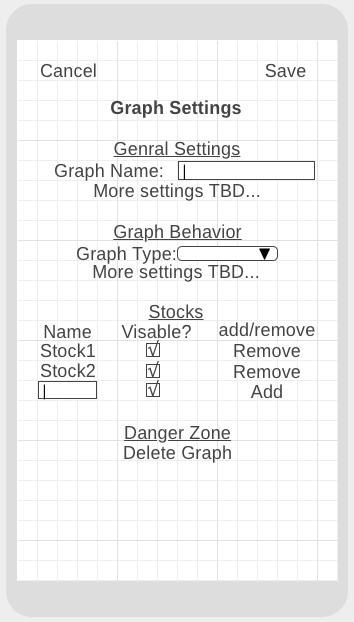 Cancel Save
Graph Settings
Genral Settings
Graph Name:
More settings TBD...
Graph Behavior
Graph Type:
More settings TBD...
Stocks
Name Visable? add/remove
Stock1 √ Remove
Stock2 √ Remove
√ Add
Danger Zone
Delete Graph